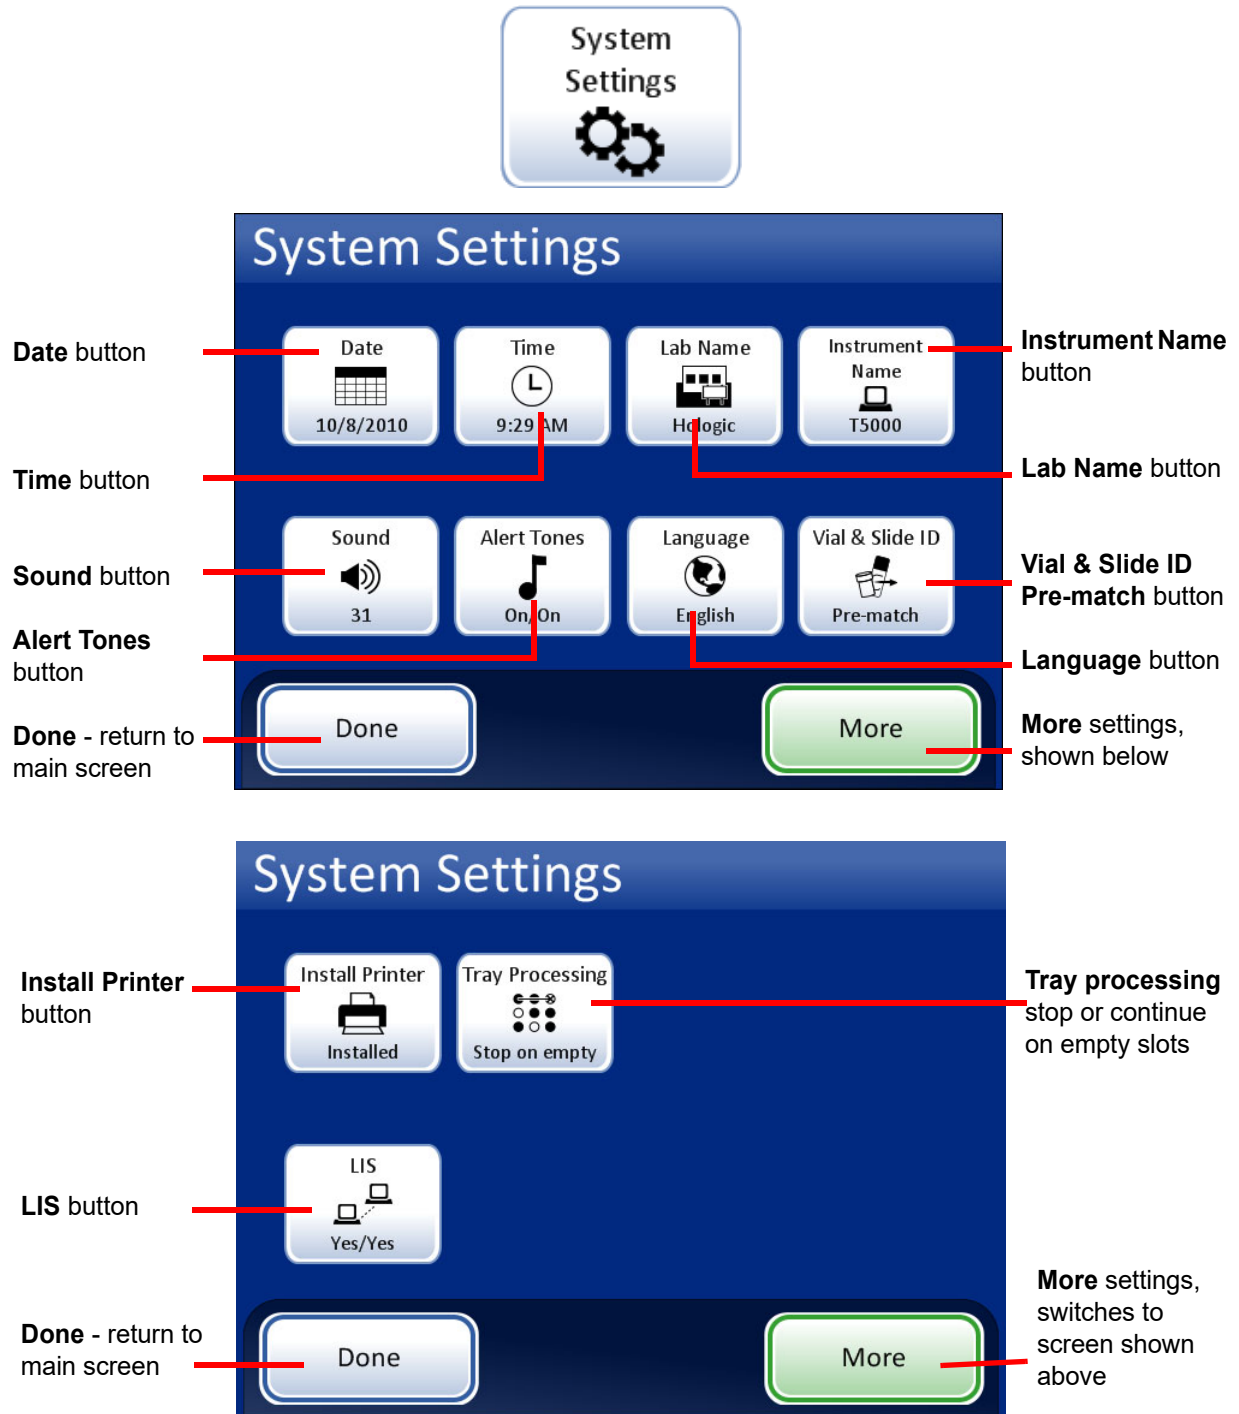 System
Settings
System Settings
Date button
Time button
Sound button
Alert Tones
button
Done - return to
main screen
Date
10/8/2010
Time
9:29 AM
Lab Name
Hologic
Instrument
Name
T5000
Sound
31
Alert Tones
On/On
Language
English
Vial & Slide ID
Pre-match
Done
More
Instrument Name
button
Lab Name button
Vial & Slide ID
Pre-match button
Language button
More settings,
shown below
System Settings
Install Printer
button
LIS button
Done - return to
main screen
Install Printer
Installed
Tray Processing
Stop on empty
LIS
Yes/Yes
Done
More
Tray processing
stop or continue
on empty slots
More settings,
switches to
screen shown
above